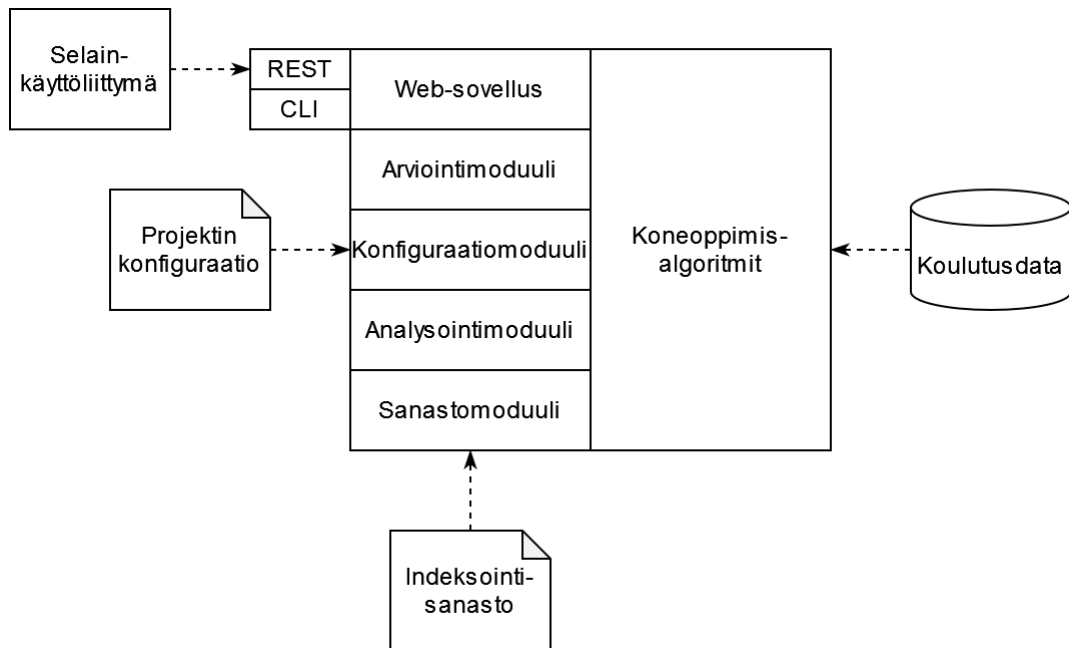 Selain-
käyttöliittymä
REST
CLI
Web-sovellus
Arviointimoduuli
Projektin
konfiguraatio
Konfiguraatiomoduuli
Koneoppimis-
algoritmit
Koulutusdata
Analysointimoduuli
Sanastomoduuli
Indeksointi-
sanasto